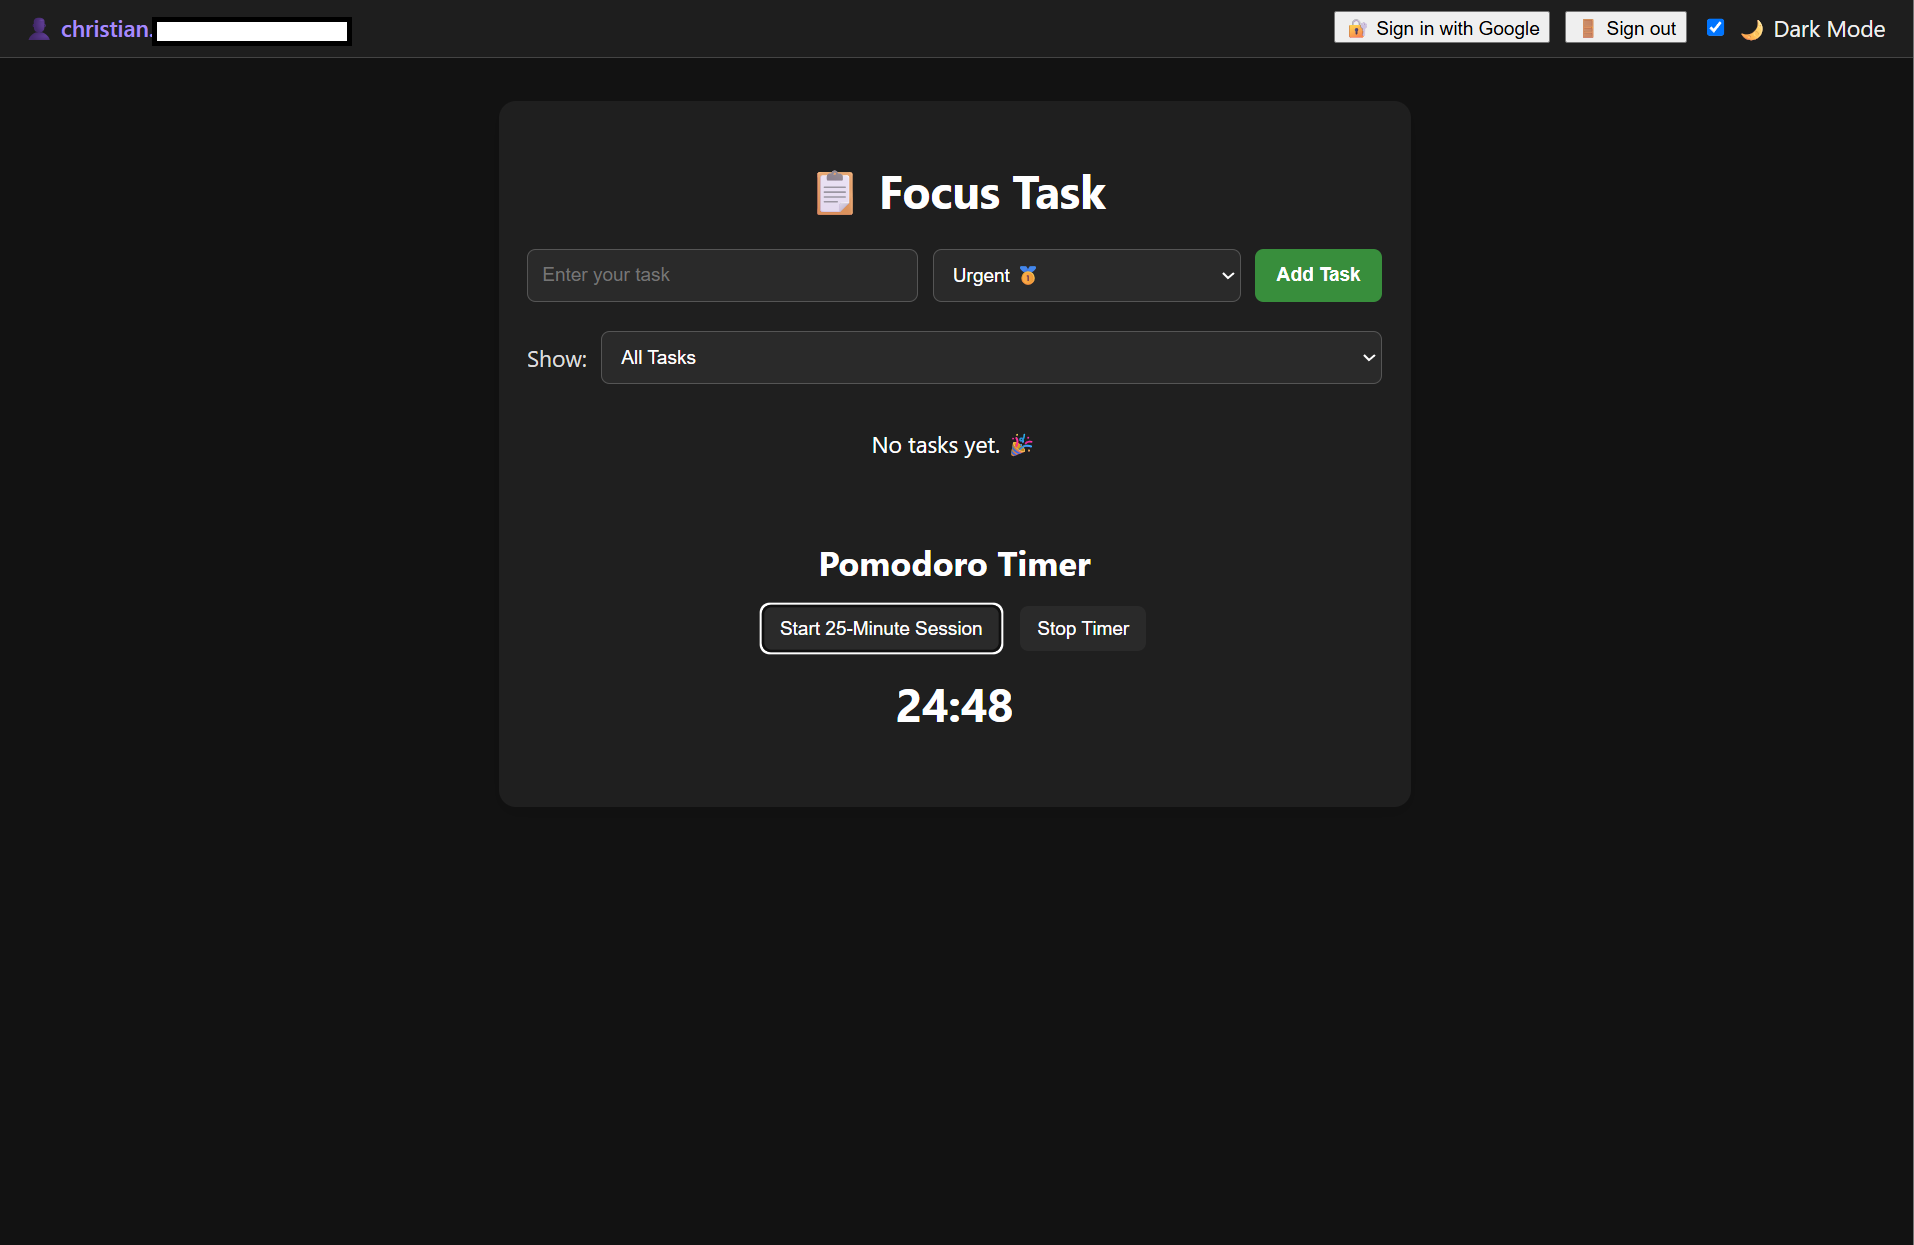 👤 christian.
🔐 Sign in with Google
🚪 Sign out
🌙 Dark Mode
📋 Focus Task
Enter your task
Urgent 🥇
Add Task
Show:
All Tasks
No tasks yet. 🎉
Pomodoro Timer
Start 25-Minute Session
Stop Timer
24:48